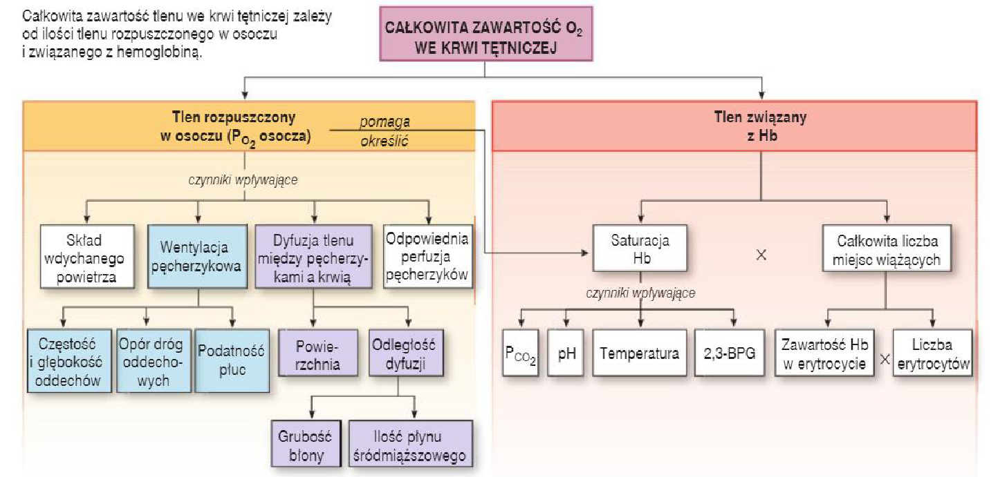 Całkowita zawartość tlenu we krwi tętniczej zależy
od ilości tlenu rozpuszczonego w osoczu
i związanego z hemoglobiną.
CAŁKOWITA ZAWARTOŚĆ O₂
WE KRWI TĘTNICZEJ
Tlen rozpuszczony
w osoczu (P_O₂ osocza)
pomaga
określić
czynniki wpływające
Skład
wdychanego
powietrza
Wentylacja
pęcherzykowa
Dyfuzja tlenu
między pęcherzy-
kami a krwią
Odpowiednia
perfuzja
pęcherzyków
Częstość
i głębokość
oddechów
Opór dróg
oddecho-
wych
Podatność
płuc
Powie-
rzchnia
Odległość
dyfuzji
Grubość
błony
Ilość płynu
śródmiąższowego
Tlen związany
z Hb
Saturacja
Hb
×
Całkowita liczba
miejsc wiążących
czynniki wpływające
P_CO₂
pH
Temperatura
2,3-BPG
Zawartość Hb
w erytrocycie
×
Liczba
erytrocytów